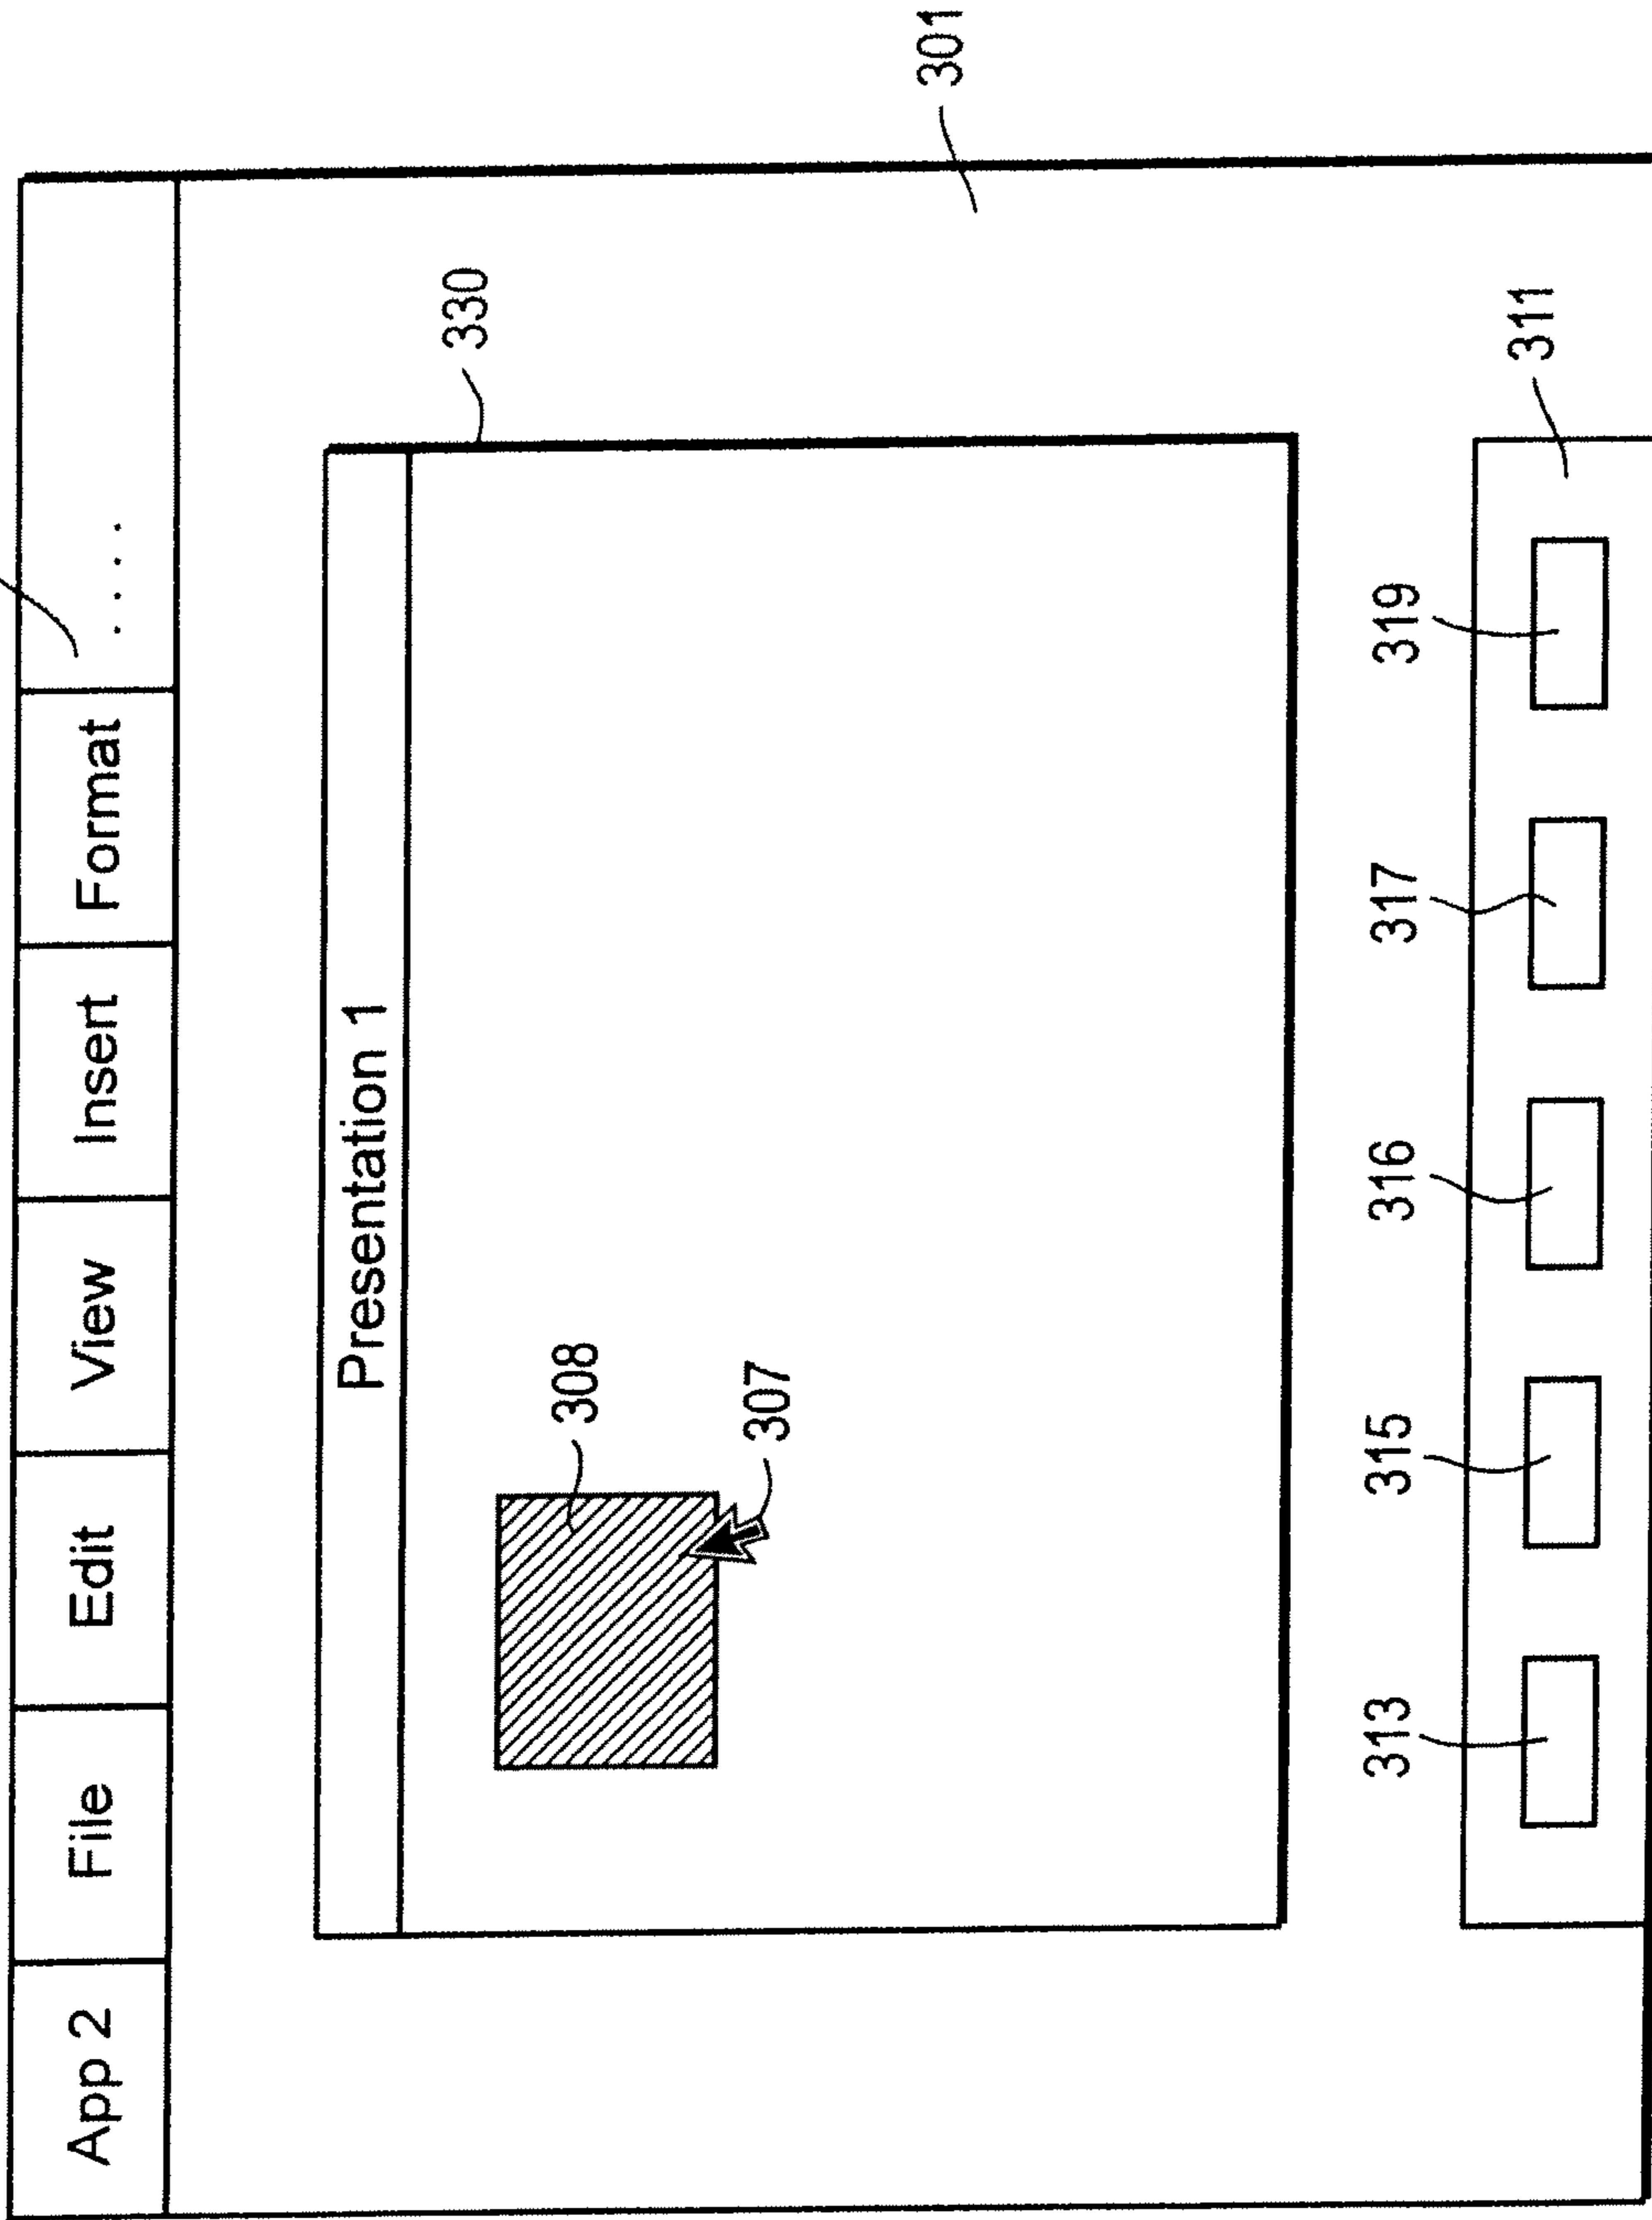 App 2 File Edit View Insert Format . . . .
Presentation 1
330
308
307
301
313 315 316 317 319
311